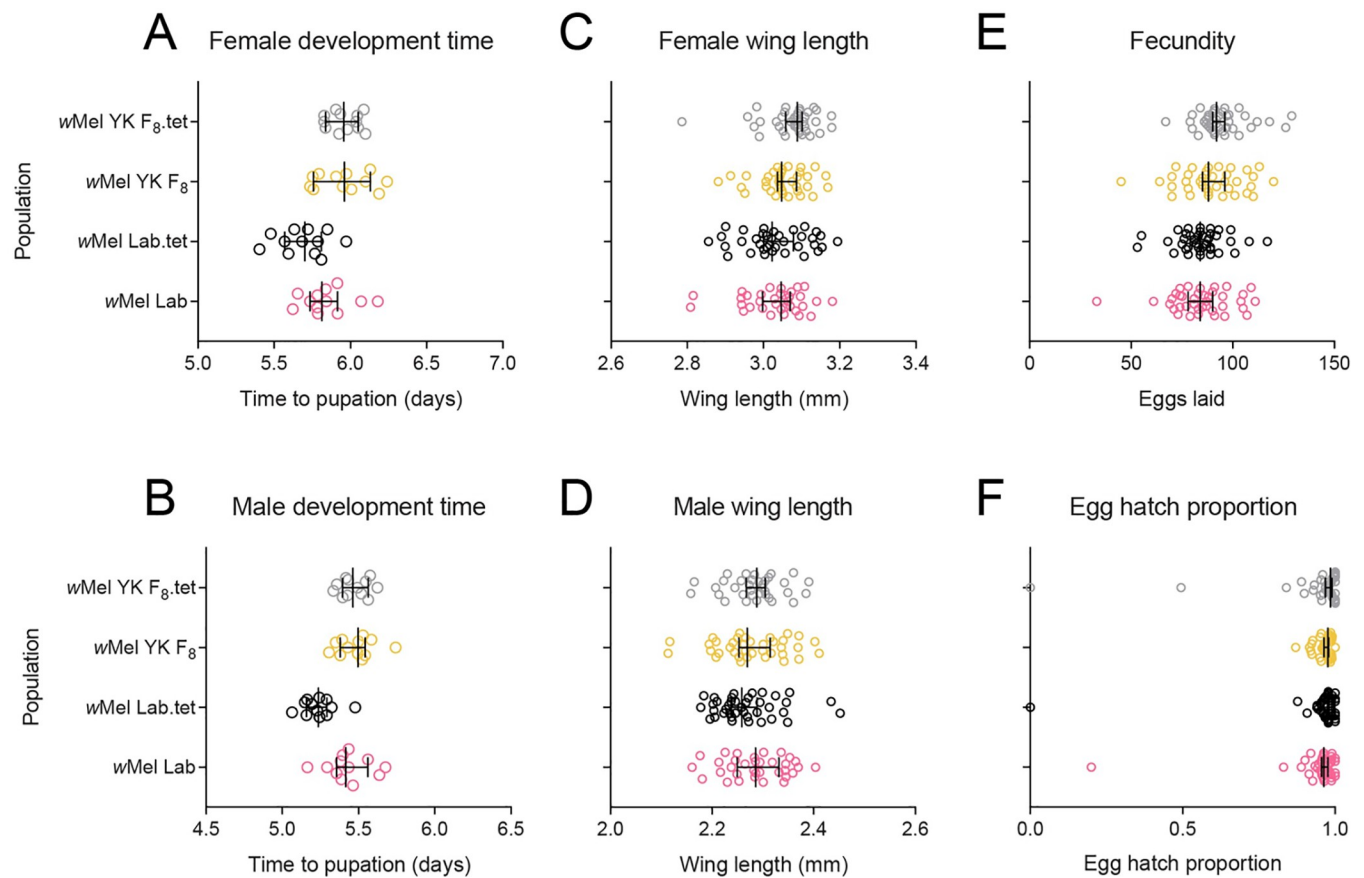 A Female development time
Population
wMel YK F₈.tet
wMel YK F₈
wMel Lab.tet
wMel Lab
5.0 5.5 6.0 6.5 7.0
Time to pupation (days)
C Female wing length
2.6 2.8 3.0 3.2 3.4
Wing length (mm)
E Fecundity
0 50 100 150
Eggs laid
B Male development time
Population
wMel YK F₈.tet
wMel YK F₈
wMel Lab.tet
wMel Lab
4.5 5.0 5.5 6.0 6.5
Time to pupation (days)
D Male wing length
2.0 2.2 2.4 2.6
Wing length (mm)
F Egg hatch proportion
0.0 0.5 1.0
Egg hatch proportion